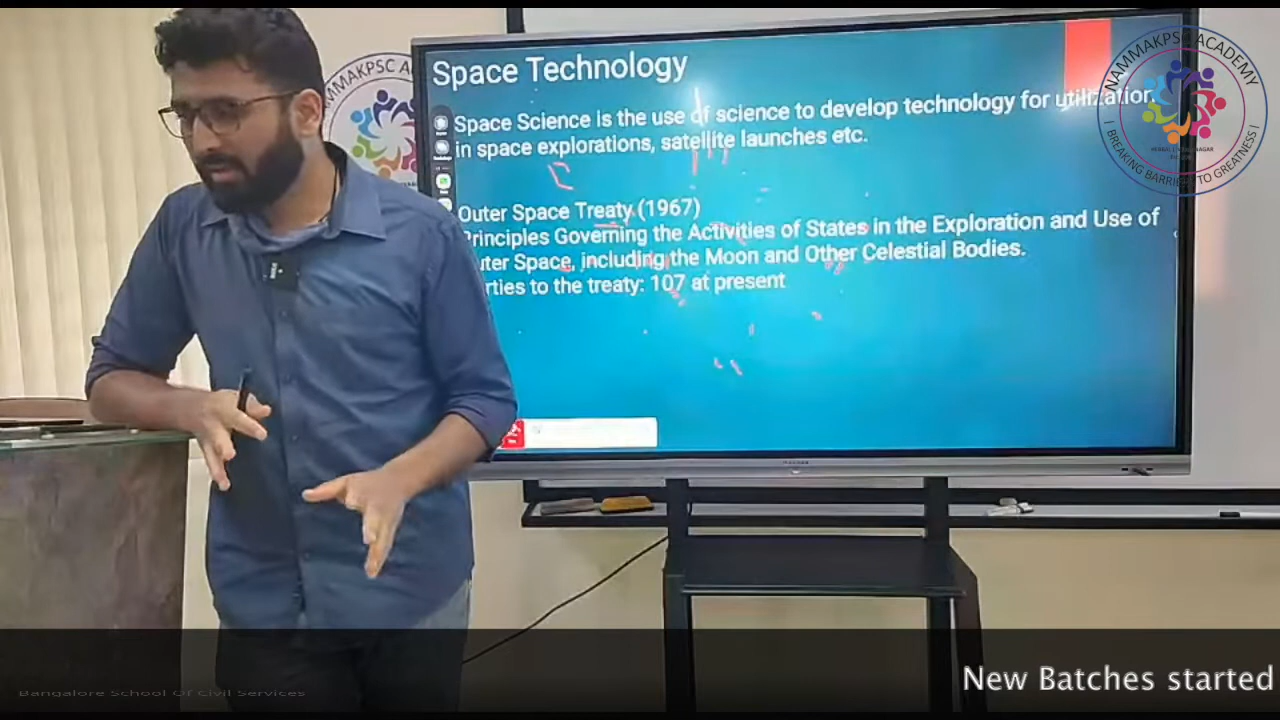 Space Technology
Space Science is the use of science to develop technology for utilization
in space explorations, satellite launches etc.
Outer Space Treaty (1967)
Principles Governing the Activities of States in the Exploration and Use of
uter Space, including the Moon and Other Celestial Bodies.
rties to the treaty: 107 at present
NAMMAKPSC ACADEMY
| BREAKING BARRIER TO GREATNESS |
MMAKPSC A
New Batches started
Bangalore School Of Civil Services